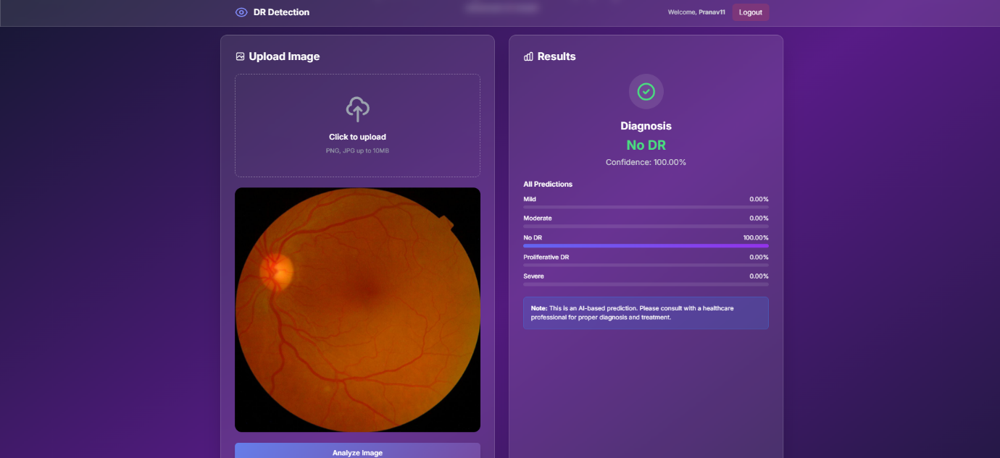 DR Detection
Welcome, Pranav11
Logout
Upload Image
Click to upload
PNG, JPG up to 10MB
Analyze Image
Results
Diagnosis
No DR
Confidence: 100.00%
All Predictions
Mild 0.00%
Moderate 0.00%
No DR 100.00%
Proliferative DR 0.00%
Severe 0.00%
Note: This is an AI-based prediction. Please consult with a healthcare
professional for proper diagnosis and treatment.